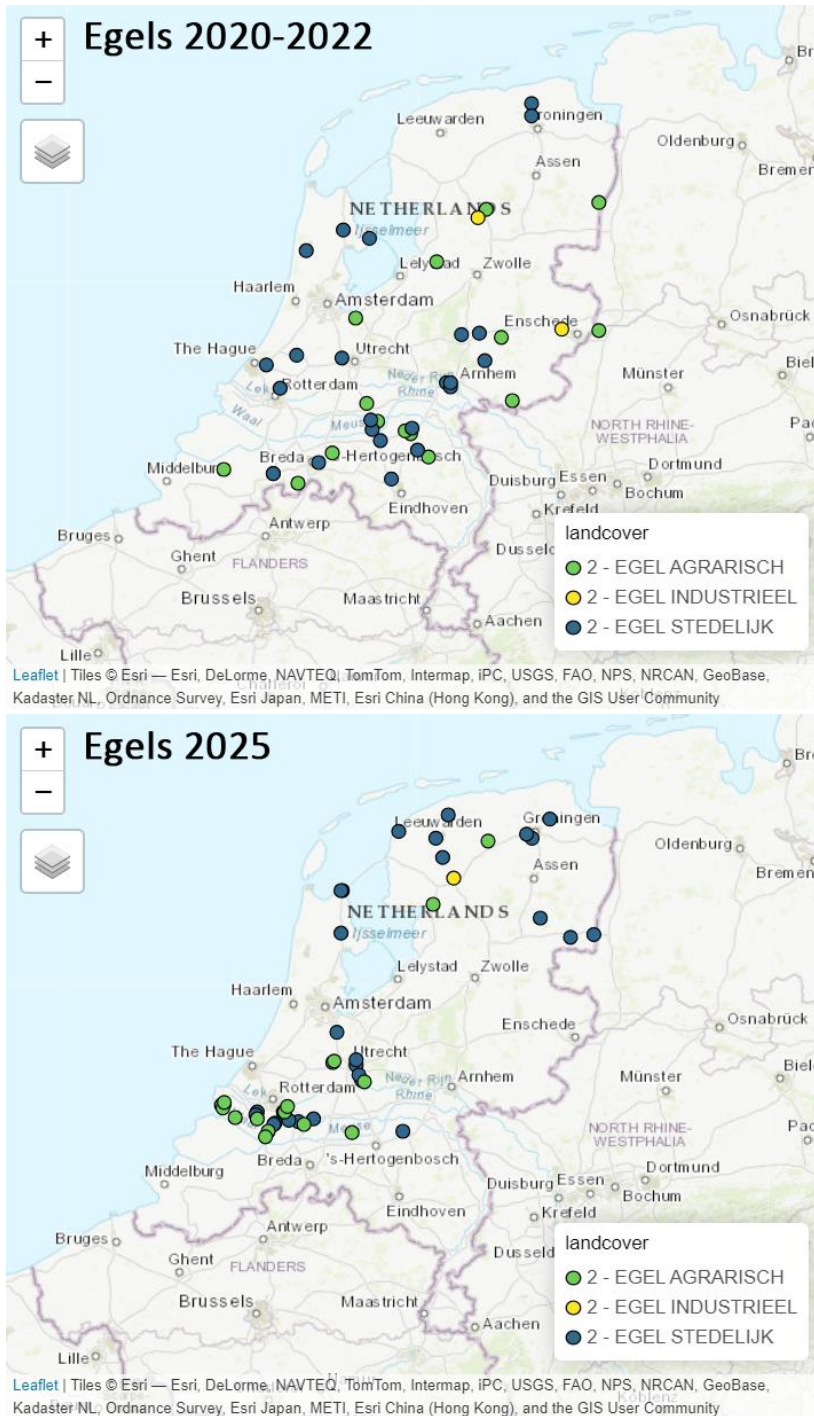 +
Egels 2020-2022
−
Leeuwarden
Groningen
Oldenburg
Assen
Bremen
NETHERLANDS
Ijsselmeer
Lelystad
Zwolle
Haarlem
Amsterdam
Enschede
Osnabrück
The Hague
Utrecht
Lek
Rotterdam
Neder Rijn
Rhine
Arnhem
Münster
Waal
Meuse
NORTH RHINE-
WESTPHALIA
Middelburg
Breda
's-Hertogenbosch
Dortmund
Duisburg
Essen
Bochum
Eindhoven
Krefeld
Antwerp
Bruges
Ghent
FLANDERS
Brussels
Maastricht
Aachen
Lille
landcover
2 - EGEL AGRARISCH
2 - EGEL INDUSTRIEEL
2 - EGEL STEDELIJK
Leaflet | Tiles © Esri — Esri, DeLorme, NAVTEQ, TomTom, Intermap, iPC, USGS, FAO, NPS, NRCAN, GeoBase,
Kadaster NL, Ordnance Survey, Esri Japan, METI, Esri China (Hong Kong), and the GIS User Community
+
Egels 2025
−
Leeuwarden
Groningen
Oldenburg
Assen
Bremen
NETHERLANDS
Ijsselmeer
Lelystad
Zwolle
Haarlem
Amsterdam
Enschede
Osnabrück
The Hague
Utrecht
Lek
Rotterdam
Neder Rijn
Rhine
Arnhem
Münster
Meuse
NORTH RHINE-
WESTPHALIA
Middelburg
Breda
's-Hertogenbosch
Dortmund
Duisburg
Essen
Bochum
Eindhoven
Krefeld
Antwerp
Bruges
Ghent
FLANDERS
Brussels
Maastricht
Aachen
Lille
landcover
2 - EGEL AGRARISCH
2 - EGEL INDUSTRIEEL
2 - EGEL STEDELIJK
Leaflet | Tiles © Esri — Esri, DeLorme, NAVTEQ, TomTom, Intermap, iPC, USGS, FAO, NPS, NRCAN, GeoBase,
Kadaster NL, Ordnance Survey, Esri Japan, METI, Esri China (Hong Kong), and the GIS User Community